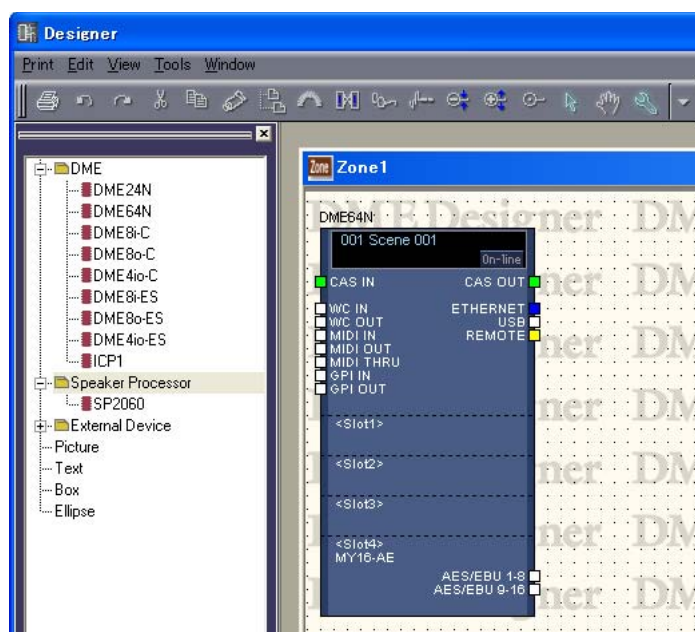 Designer
Print Edit View Tools Window
DME
DME24N
DME64N
DME8i-C
DME8o-C
DME4io-C
DME8i-ES
DME8o-ES
DME4io-ES
ICP1
Speaker Processor
SP2060
External Device
Picture
Text
Box
Ellipse
Zone Zone1
DME Designer DM
DME64N
001 Scene 001
On-line
CAS IN CAS OUT
WC IN ETHERNET
WC OUT USB
MIDI IN REMOTE
MIDI OUT
MIDI THRU
GPI IN
GPI OUT
<Slot1>
<Slot2>
<Slot3>
<Slot4>
MY16-AE
AES/EBU 1-8
AES/EBU 9-16